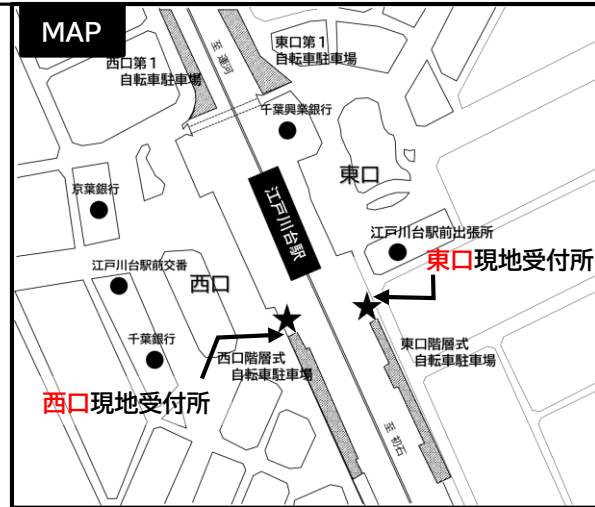 MAP
西口第１
自転車駐車場
至 運河
東口第１
自転車駐車場
千葉興業銀行
東口
京葉銀行
江戸川台駅
江戸川台駅前出張所
東口現地受付所
江戸川台駅前交番
西口
千葉銀行
西口階層式
自転車駐車場
東口階層式
自転車駐車場
西口現地受付所
至 初石